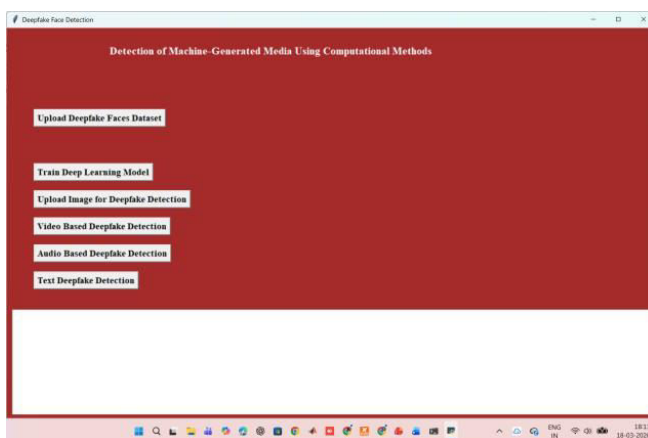 Deepfake Face Detection
Detection of Machine-Generated Media Using Computational Methods
Upload Deepfake Faces Dataset
Train Deep Learning Model
Upload Image for Deepfake Detection
Video Based Deepfake Detection
Audio Based Deepfake Detection
Text Deepfake Detection
ENG
IN